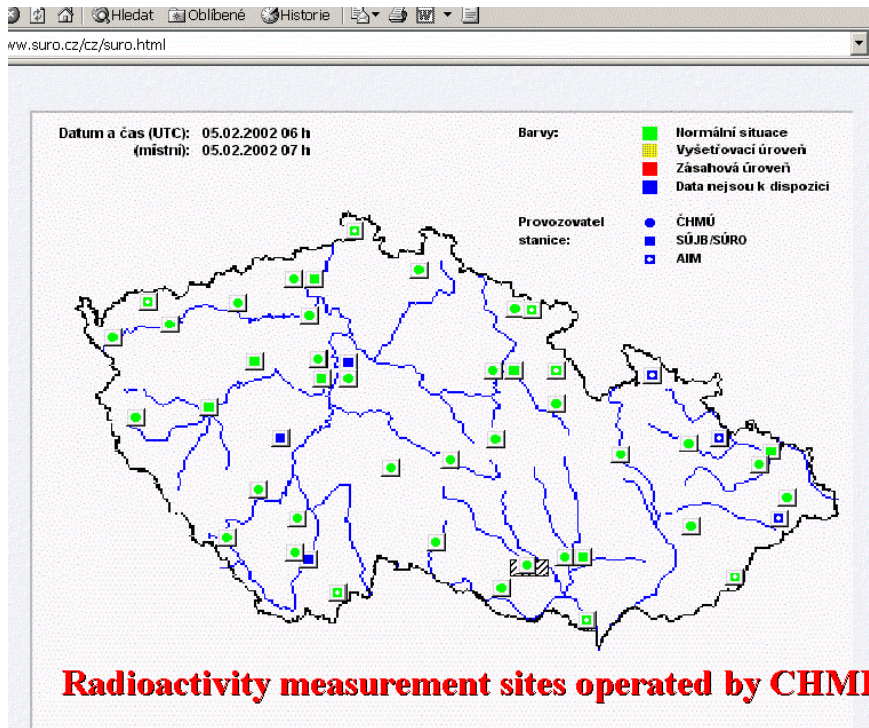 Hledat Oblíbené Historie
ww.suro.cz/cz/suro.html
Datum a čas (UTC): 05.02.2002 06 h
(místní): 05.02.2002 07 h
Barvy:
Normální situace
Vyšetřovací úroveň
Zásahová úroveň
Data nejsou k dispozici
Provozovatel
stanice:
ČHMÚ
SÚJB/SÚRO
AIM
Radioactivity measurement sites operated by CHMI